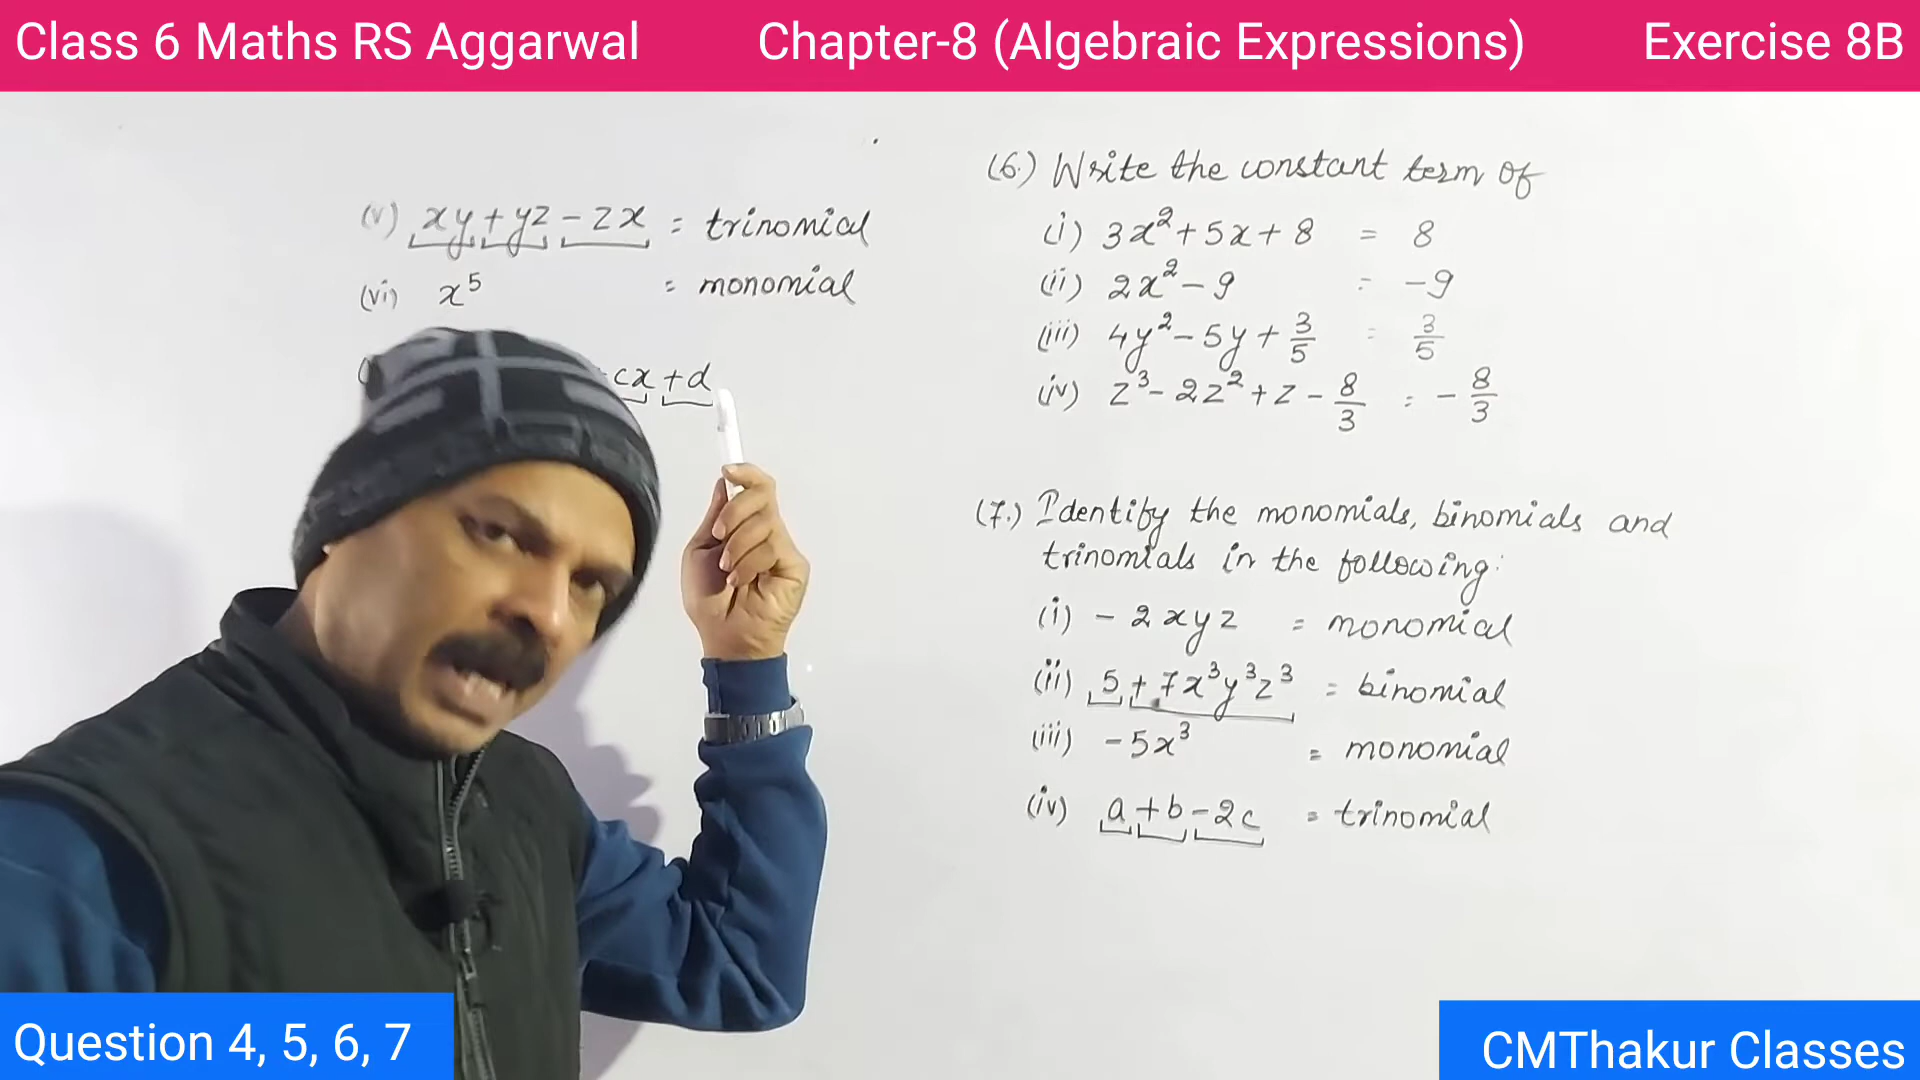 Class 6 Maths RS Aggarwal Chapter-8 (Algebraic Expressions) Exercise 8B
(v) xy + yz - zx = trinomial
(vi) x⁵ = monomial
cx + d
(6.) Write the constant term of
(i) 3x² + 5x + 8 = 8
(ii) 2x² - 9 = -9
(iii) 4y² - 5y + 3/5 = 3/5
(iv) z³ - 2z² + z - 8/3 = - 8/3
(7.) Identify the monomials, binomials and
trinomials in the following:
(i) - 2xyz = monomial
(ii) 5 + 7x³y³z³ = binomial
(iii) -5x³ = monomial
(iv) a + b - 2c = trinomial
Question 4, 5, 6, 7
CMThakur Classes